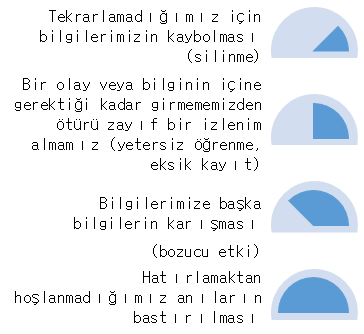 Tekrarlamadığımız için
bilgilerimizin kaybolması
(silinme)
Bir olay veya bilginin içine
gerektiği kadar girmememizden
ötürü zayıf bir izlenim
almamız (yetersiz öğrenme,
eksik kayıt)
Bilgilerimize başka
bilgilerin karışması
(bozucu etki)
Hatırlamaktan
hoşlanmadığımız anıların
bastırılması